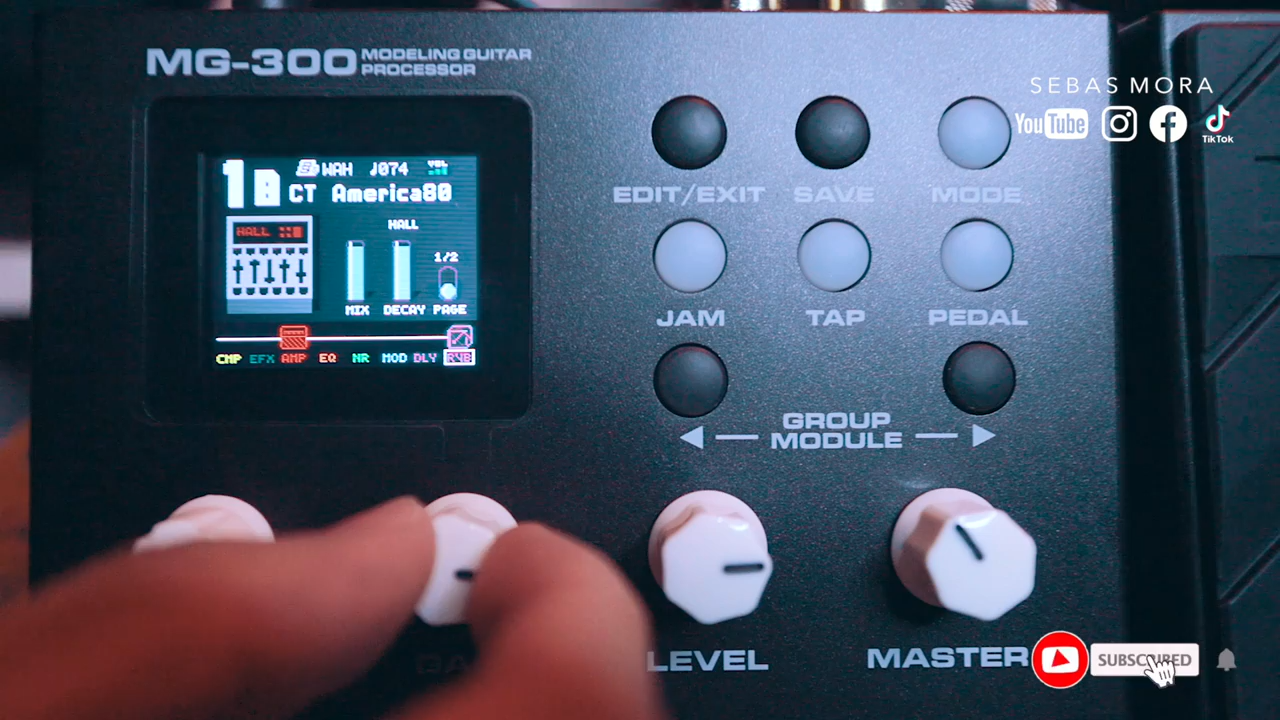 MG-300 MODELING GUITAR
PROCESSOR
SEBAS MORA
YouTube
TikTok
1B WAH J074 VOL
CT America80
HALL
HALL
1/2
MIX DECAY PAGE
CMP EFX AMP EQ NR MOD DLY RVB
EDIT/EXIT SAVE MODE
JAM TAP PEDAL
GROUP
MODULE
LEVEL MASTER
SUBSCRIBED